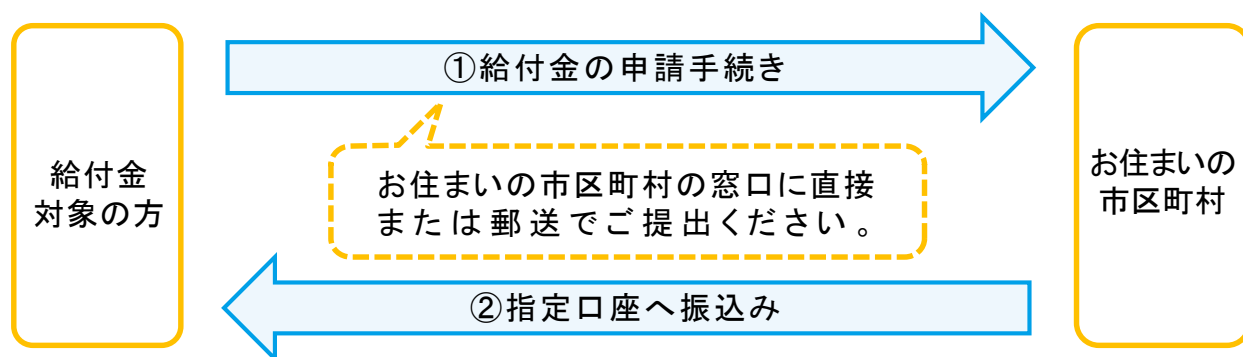 給付金
対象の方
①給付金の申請手続き
お住まいの市区町村の窓口に直接
または郵送でご提出ください。
②指定口座へ振込み
お住まいの
市区町村